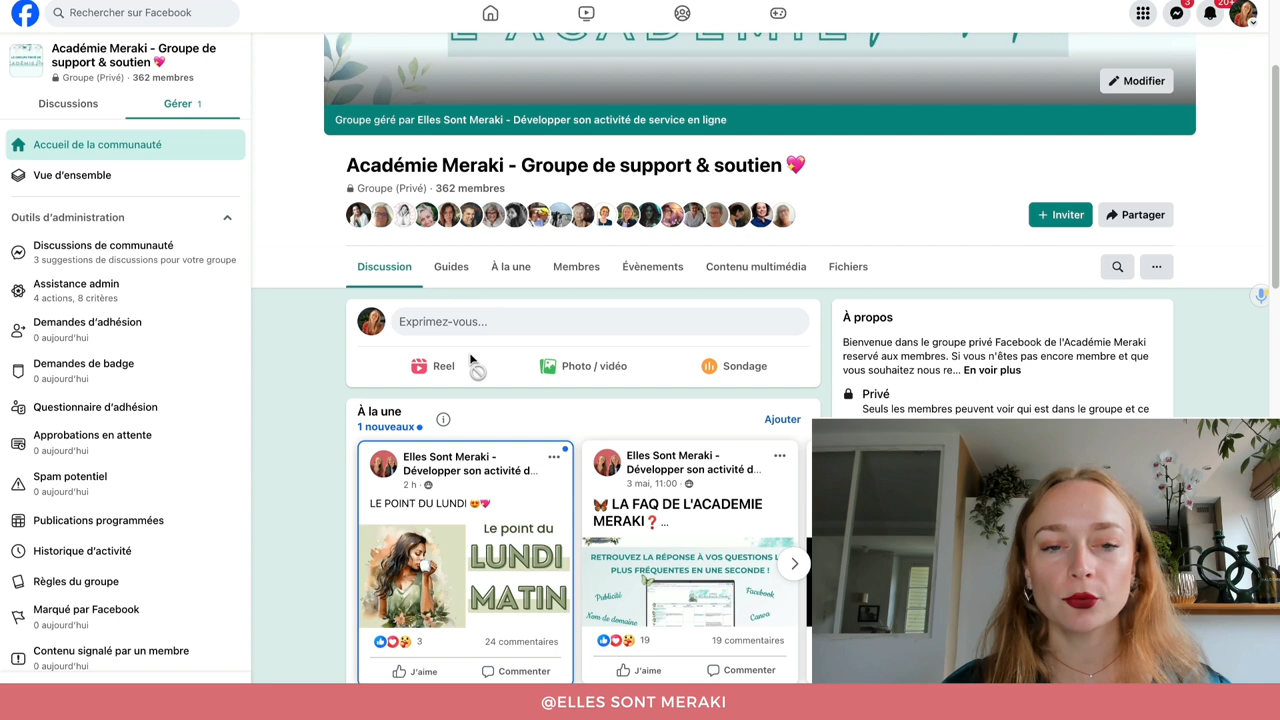 Rechercher sur Facebook
3
20+
Académie Meraki - Groupe de
support & soutien 💖
Groupe (Privé) · 362 membres
Discussions
Gérer 1
Accueil de la communauté
Vue d'ensemble
Outils d'administration
Discussions de communauté
3 suggestions de discussions pour votre groupe
Assistance admin
4 actions, 8 critères
Demandes d'adhésion
0 aujourd'hui
Demandes de badge
0 aujourd'hui
Questionnaire d'adhésion
Approbations en attente
0 aujourd'hui
Spam potentiel
0 aujourd'hui
Publications programmées
Historique d'activité
Règles du groupe
Marqué par Facebook
0 aujourd'hui
Contenu signalé par un membre
0 aujourd'hui
Modifier
Groupe géré par Elles Sont Meraki - Développer son activité de service en ligne
Académie Meraki - Groupe de support & soutien 💖
Groupe (Privé) · 362 membres
+ Inviter
Partager
Discussion
Guides
À la une
Membres
Évènements
Contenu multimédia
Fichiers
Exprimez-vous...
Reel
Photo / vidéo
Sondage
À la une
1 nouveaux
Ajouter
Elles Sont Meraki -
Développer son activité d...
2 h ·
LE POINT DU LUNDI 😍💖
Le point du
LUNDI
MATIN
3
24 commentaires
J'aime
Commenter
Elles Sont Meraki -
Développer son activité d...
3 mai, 11:00 ·
🦋 LA FAQ DE L'ACADEMIE
MERAKI❓ ...
RETROUVEZ LA RÉPONSE À VOS QUESTIONS L
PLUS FRÉQUENTES EN UNE SECONDE !
Publicité
Facebook
Nom de domaine
Canva
19
19 commentaires
J'aime
Commenter
À propos
Bienvenue dans le groupe privé Facebook de l'Académie Meraki
reservé aux membres. Si vous n'êtes pas encore membre et que
vous souhaitez nous re... En voir plus
Privé
Seuls les membres peuvent voir qui est dans le groupe et ce
@ELLES SONT MERAKI